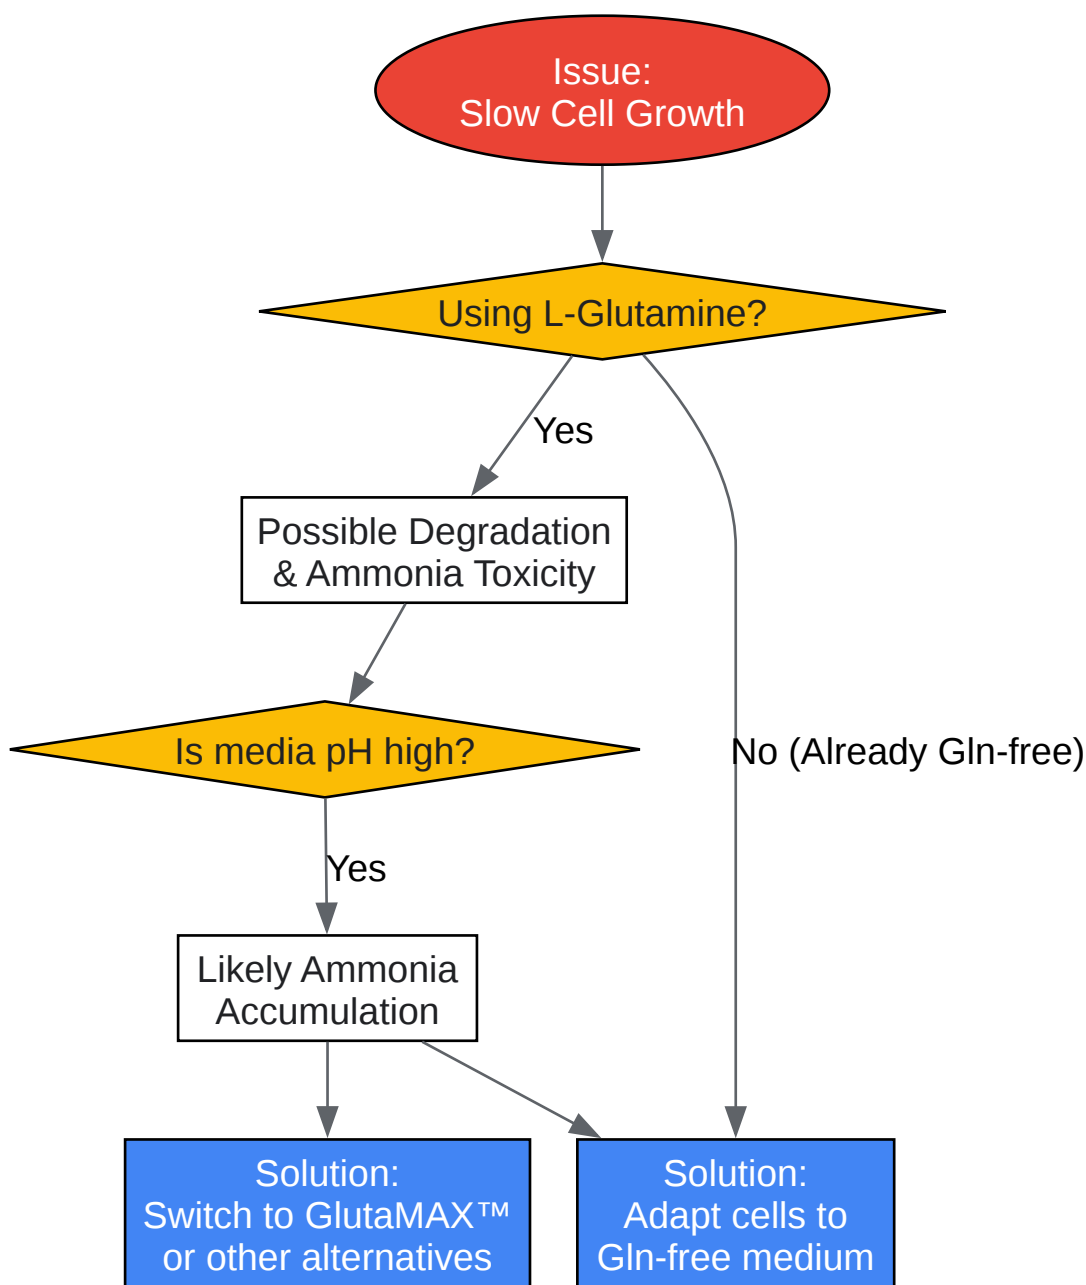 Issue:
Slow Cell Growth
Using L-Glutamine?
Yes
Possible Degradation
& Ammonia Toxicity
Is media pH high?
No (Already Gln-free)
Yes
Likely Ammonia
Accumulation
Solution:
Switch to GlutaMAX™
or other alternatives
Solution:
Adapt cells to
Gln-free medium